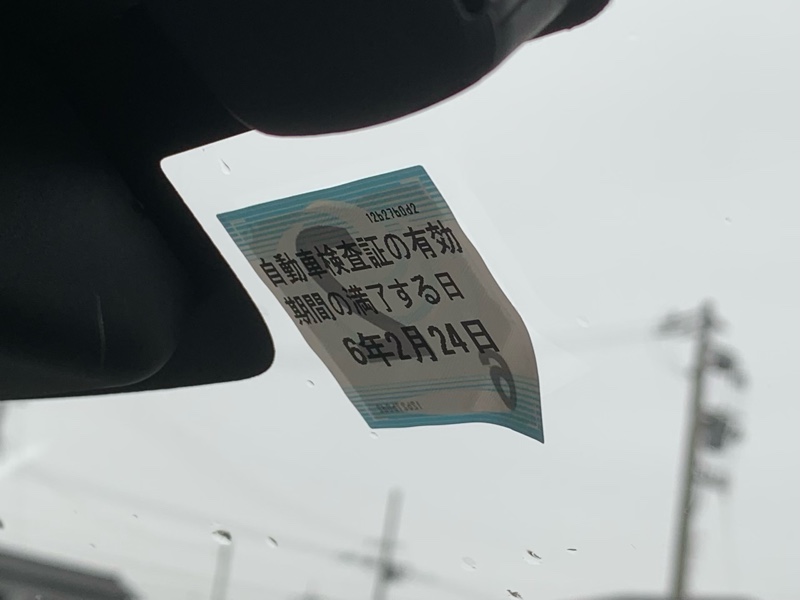 12b27b0d2
自動車検査証の有効
期間の満了する日
6年2月24日